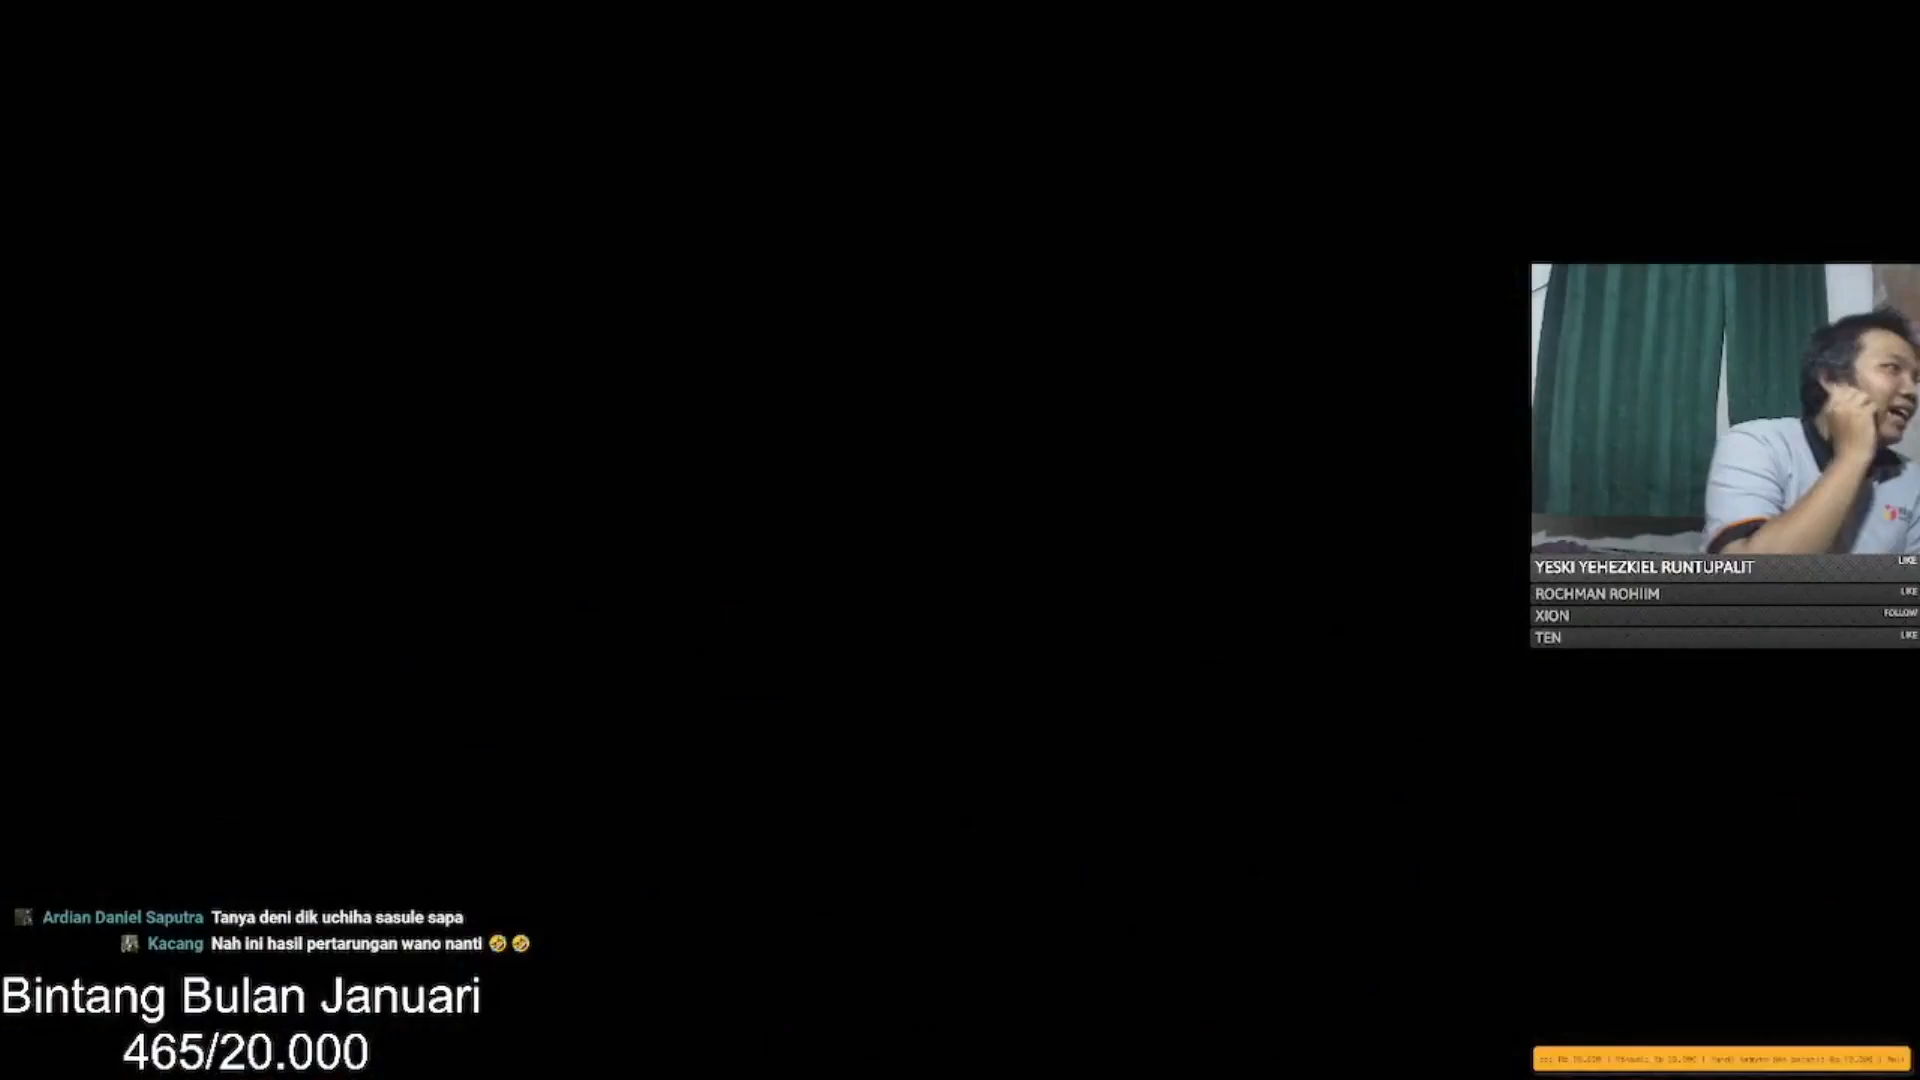 YESKI YEHEZKIEL RUNTUPALIT LIKE
ROCHMAN ROHIIM LIKE
XION FOLLOW
TEN LIKE
Ardian Daniel Saputra Tanya deni dik uchiha sasule sapa
Kacang Nah ini hasil pertarungan wano nanti 🤣 🤣
Bintang Bulan Januari
465/20.000